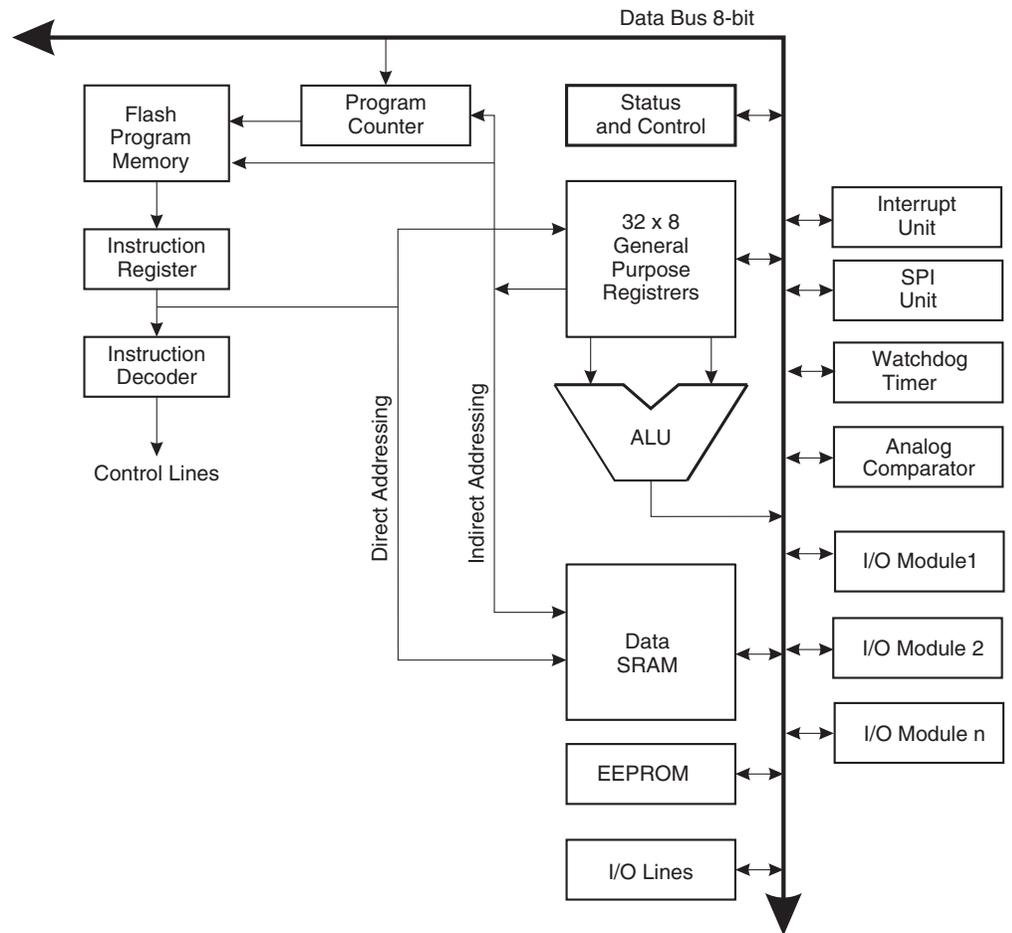 Data Bus 8-bit
Flash
Program
Memory
Program
Counter
Status
and Control
Interrupt
Unit
32 x 8
General
Purpose
Registrers
Instruction
Register
SPI
Unit
Instruction
Decoder
Watchdog
Timer
Control Lines
Direct Addressing
Indirect Addressing
ALU
Analog
Comparator
I/O Module1
Data
SRAM
I/O Module 2
I/O Module n
EEPROM
I/O Lines